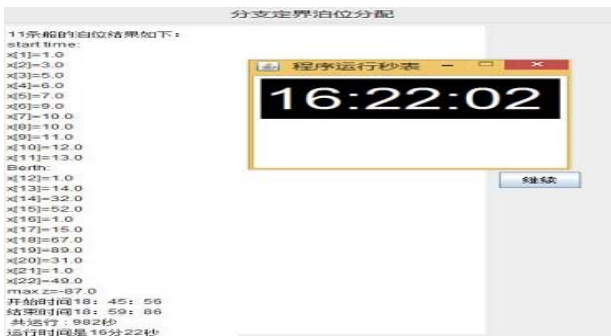 分支定界泊位分配
11条船的泊位结果如下：
start time:
x[1]=1.0
x[2]=3.0
x[3]=5.0
x[4]=6.0
x[5]=7.0
x[6]=9.0
x[7]=10.0
x[8]=10.0
x[9]=11.0
x[10]=12.0
x[11]=13.0
Berth:
x[12]=1.0
x[13]=14.0
x[14]=32.0
x[15]=52.0
x[16]=1.0
x[17]=15.0
x[18]=67.0
x[19]=89.0
x[20]=31.0
x[21]=1.0
x[22]=49.0
max z=-87.0
开始时间18：45：56
结束时间18：59：86
共运行：982秒
运行时间是16分22秒
程序运行秒表
16:22:02
继续